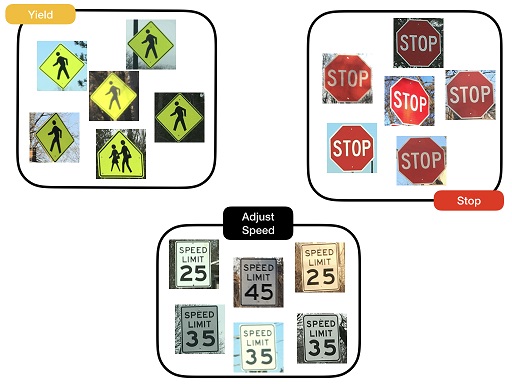 Yield
Stop
STOP
STOP
STOP
STOP
STOP
STOP
Adjust
Speed
SPEED
LIMIT
25
SPEED
LIMIT
45
SPEED
LIMIT
25
SPEED
LIMIT
35
SPEED
LIMIT
35
SPEED
LIMIT
35